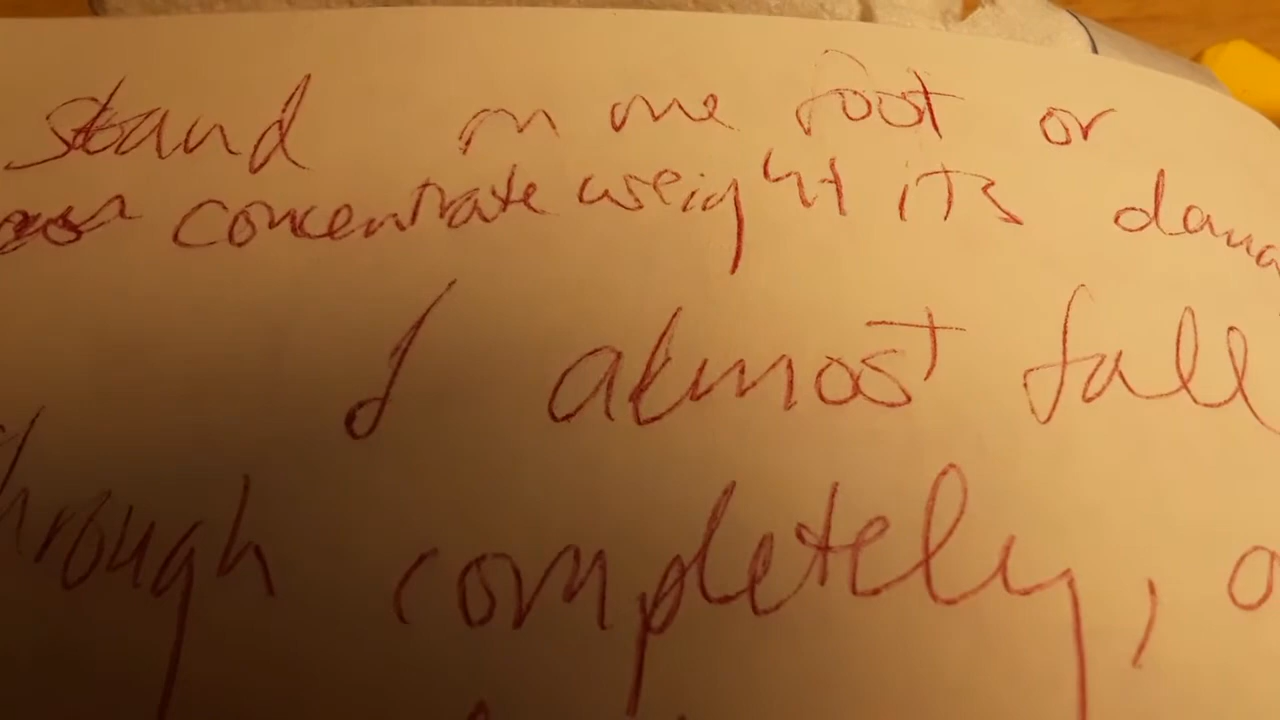 stand on one foot or
concentrate weight its
I almost fall
through completely,